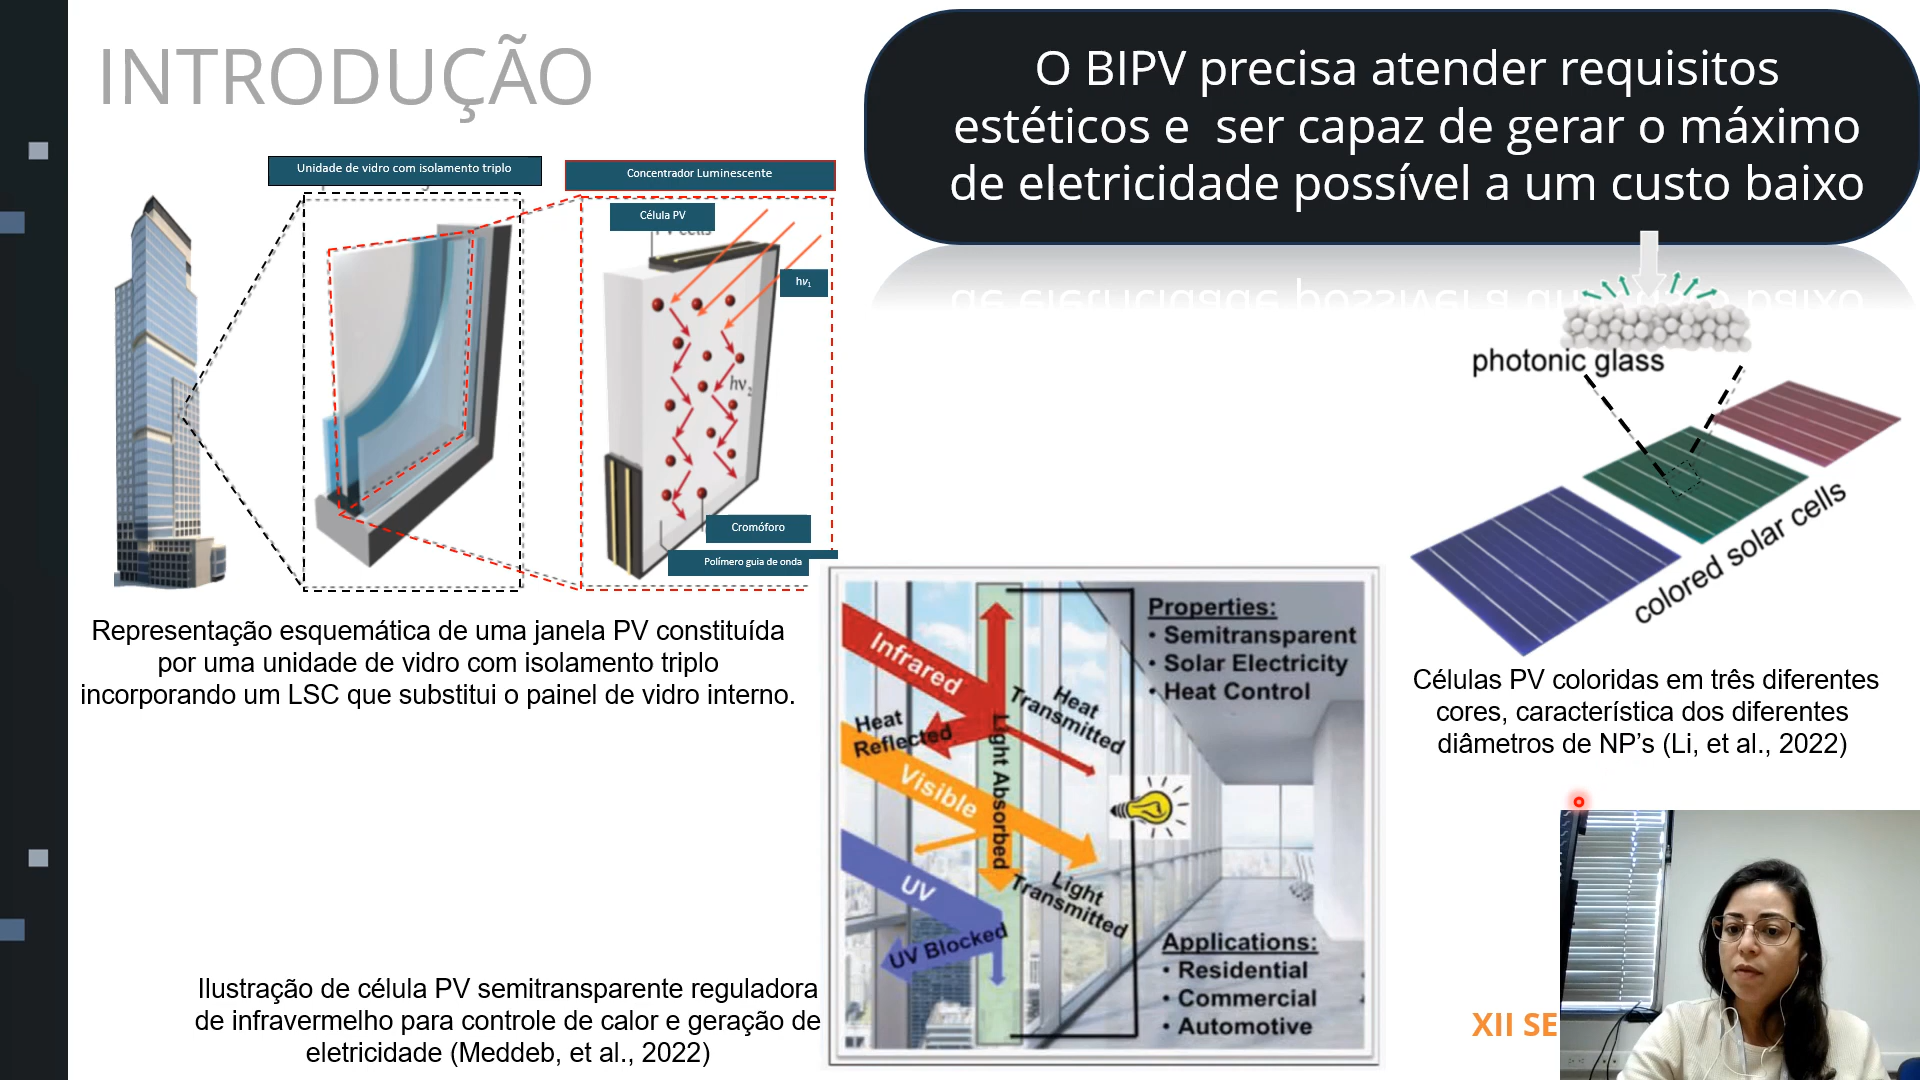 INTRODUÇÃO
O BIPV precisa atender requisitos
estéticos e ser capaz de gerar o máximo
de eletricidade possível a um custo baixo
Unidade de vidro com isolamento triplo
Concentrador Luminescente
Célula PV
hν₁
hν₂
Cromóforo
Polímero guia de onda
Representação esquemática de uma janela PV constituída
por uma unidade de vidro com isolamento triplo
incorporando um LSC que substitui o painel de vidro interno.
photonic glass
colored solar cells
Células PV coloridas em três diferentes
cores, característica dos diferentes
diâmetros de NP's (Li, et al., 2022)
Infrared
Heat
Reflected
Heat
Transmitted
Light Absorbed
Visible
Light
Transmitted
UV
UV Blocked
Properties:
• Semitransparent
• Solar Electricity
• Heat Control
Applications:
• Residential
• Commercial
• Automotive
Ilustração de célula PV semitransparente reguladora
de infravermelho para controle de calor e geração de
eletricidade (Meddeb, et al., 2022)
XII SE